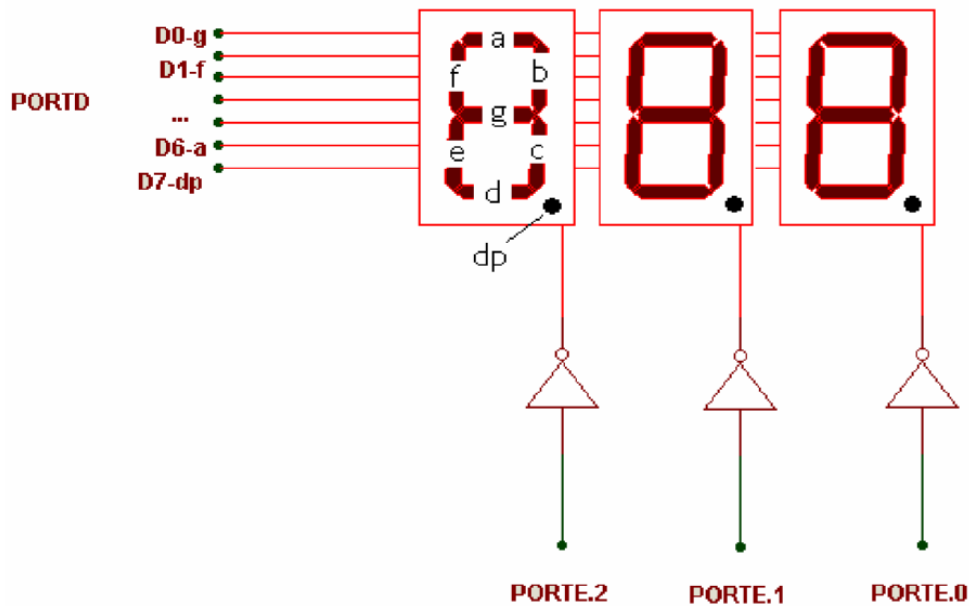 D0-g
D1-f
PORTD
...
D6-a
D7-dp
a
f
b
g
e
c
d
dp
PORTE.2
PORTE.1
PORTE.0